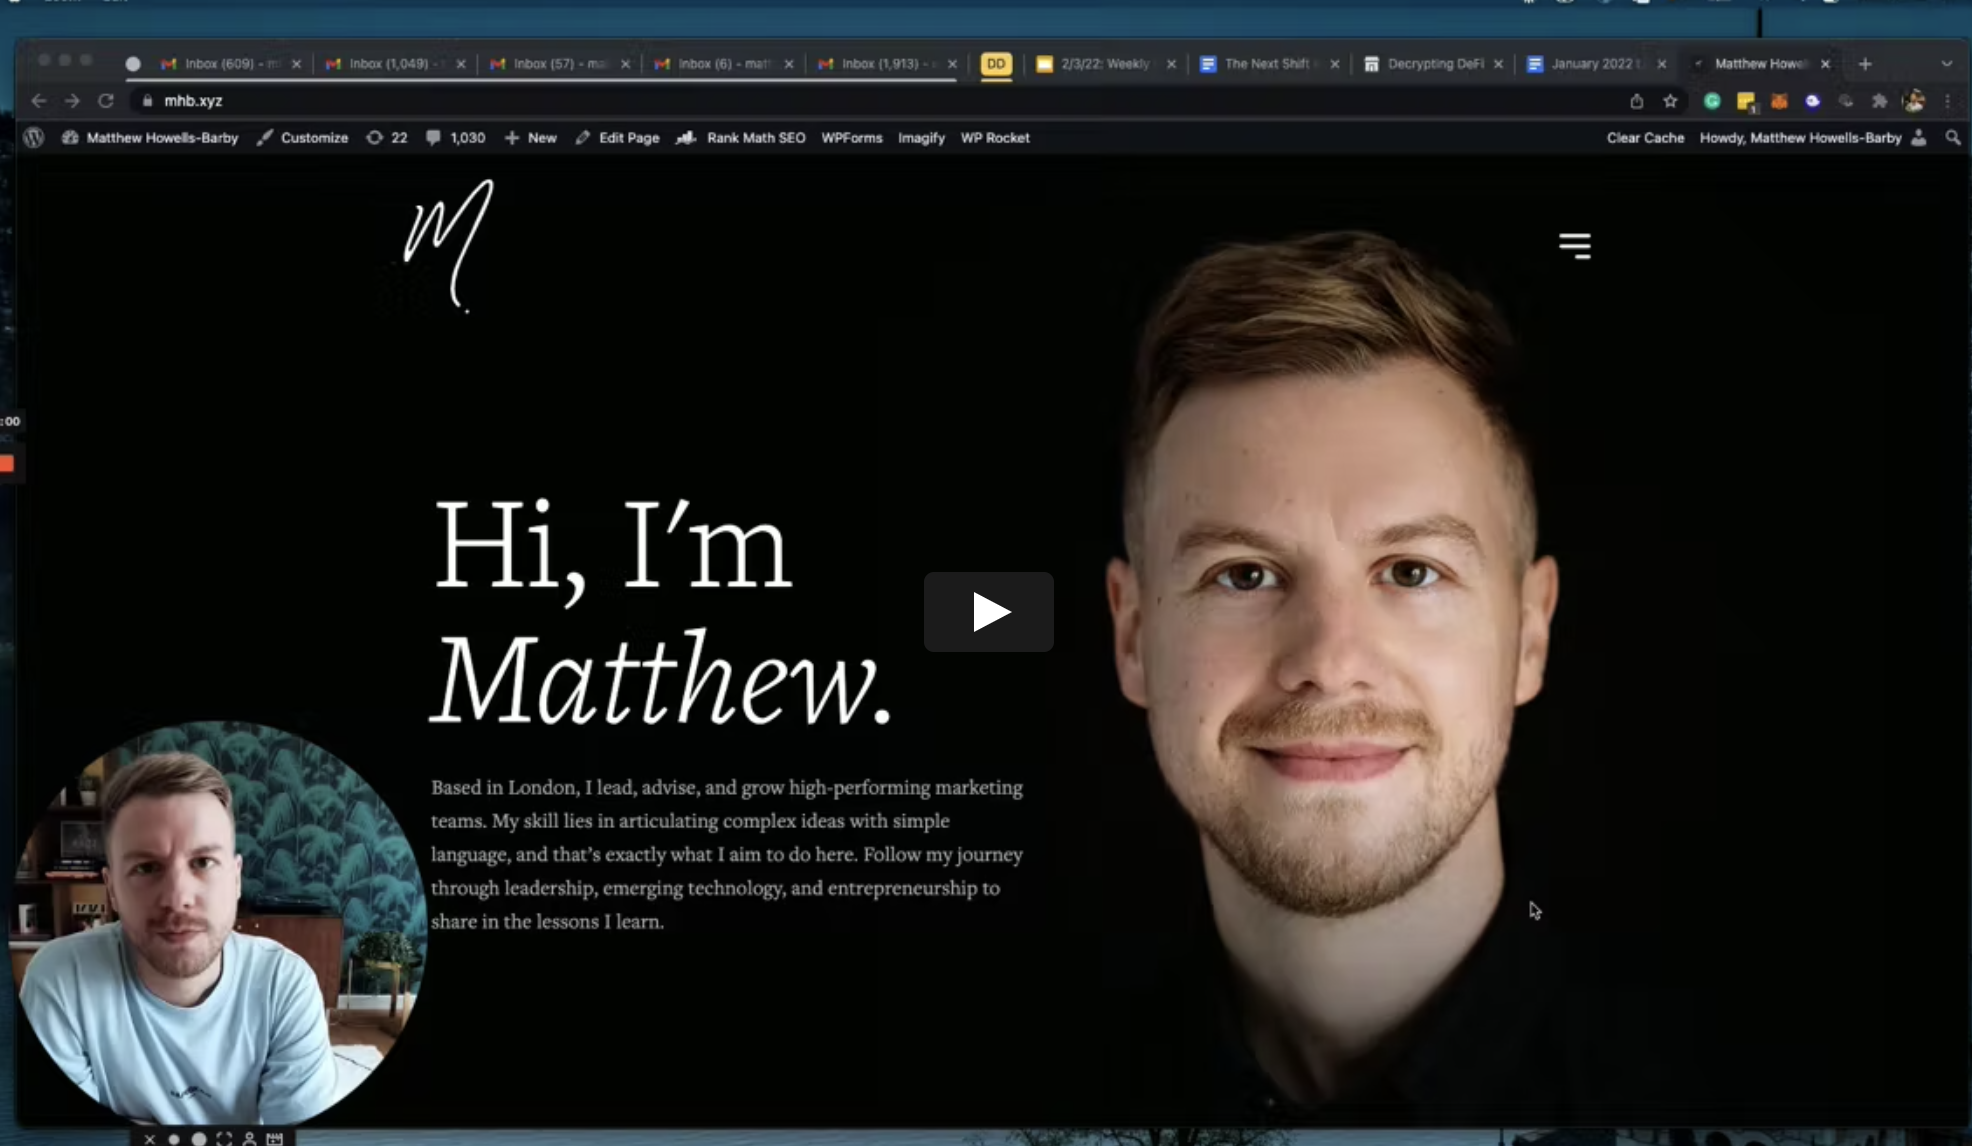 Inbox (609) -
Inbox (1,049) -
Inbox (57) - ma
Inbox (6) - matt
Inbox (1,913) -
DD
2/3/22: Weekly
The Next Shift
Decrypting DeFi
January 2022
Matthew Howel
mhb.xyz
Matthew Howells-Barby
Customize
22
1,030
New
Edit Page
Rank Math SEO
WPForms
Imagify
WP Rocket
Clear Cache
Howdy, Matthew Howells-Barby
M.
:00
Hi, I'm
Matthew.
Based in London, I lead, advise, and grow high-performing marketing
teams. My skill lies in articulating complex ideas with simple
language, and that's exactly what I aim to do here. Follow my journey
through leadership, emerging technology, and entrepreneurship to
share in the lessons I learn.